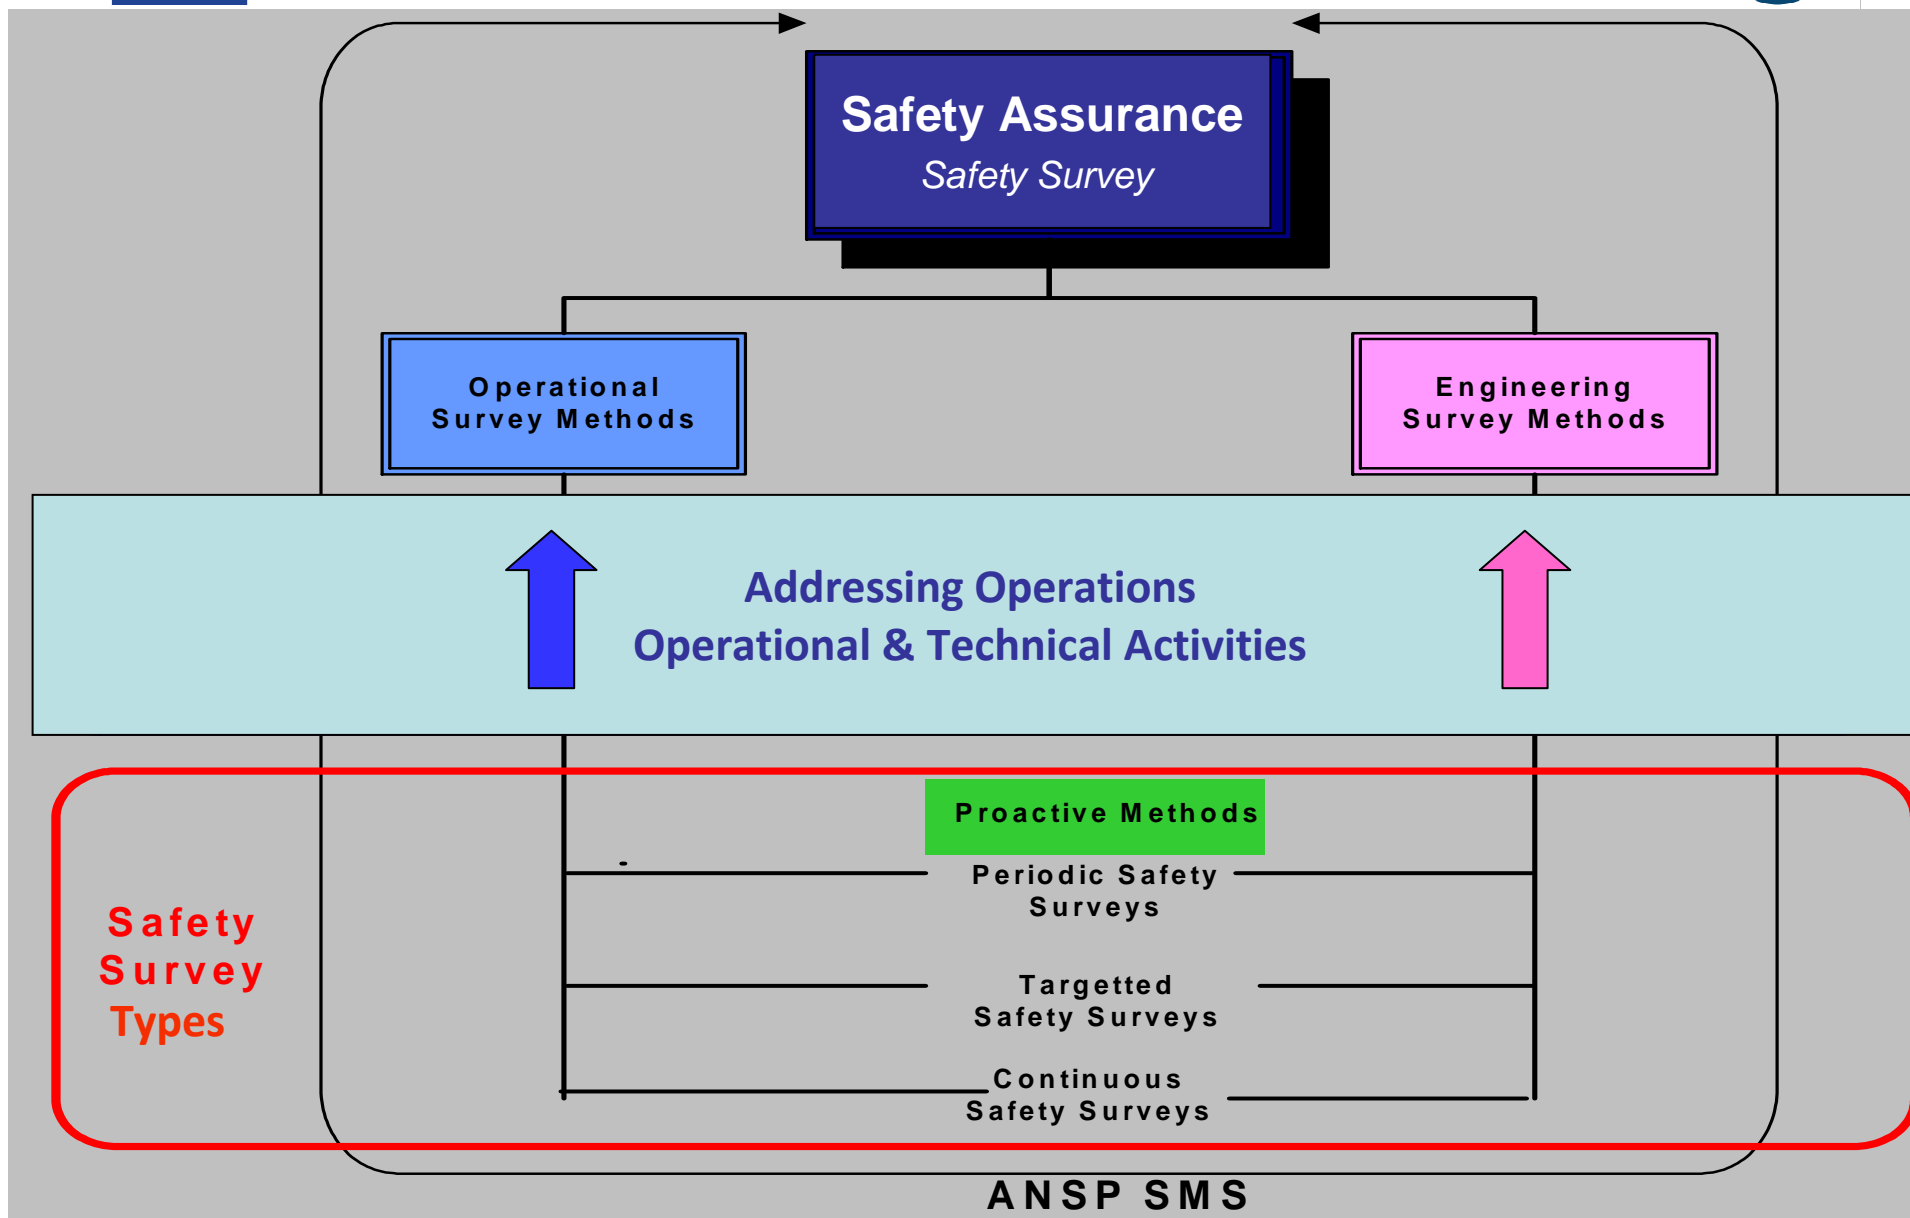 Safety Assurance
Safety Survey
Operational
Survey Methods
Engineering
Survey Methods
Addressing Operations
Operational & Technical Activities
Proactive Methods
Periodic Safety
Surveys
Safety
Survey
Types
Targetted
Safety Surveys
Continuous
Safety Surveys
ANSP SMS